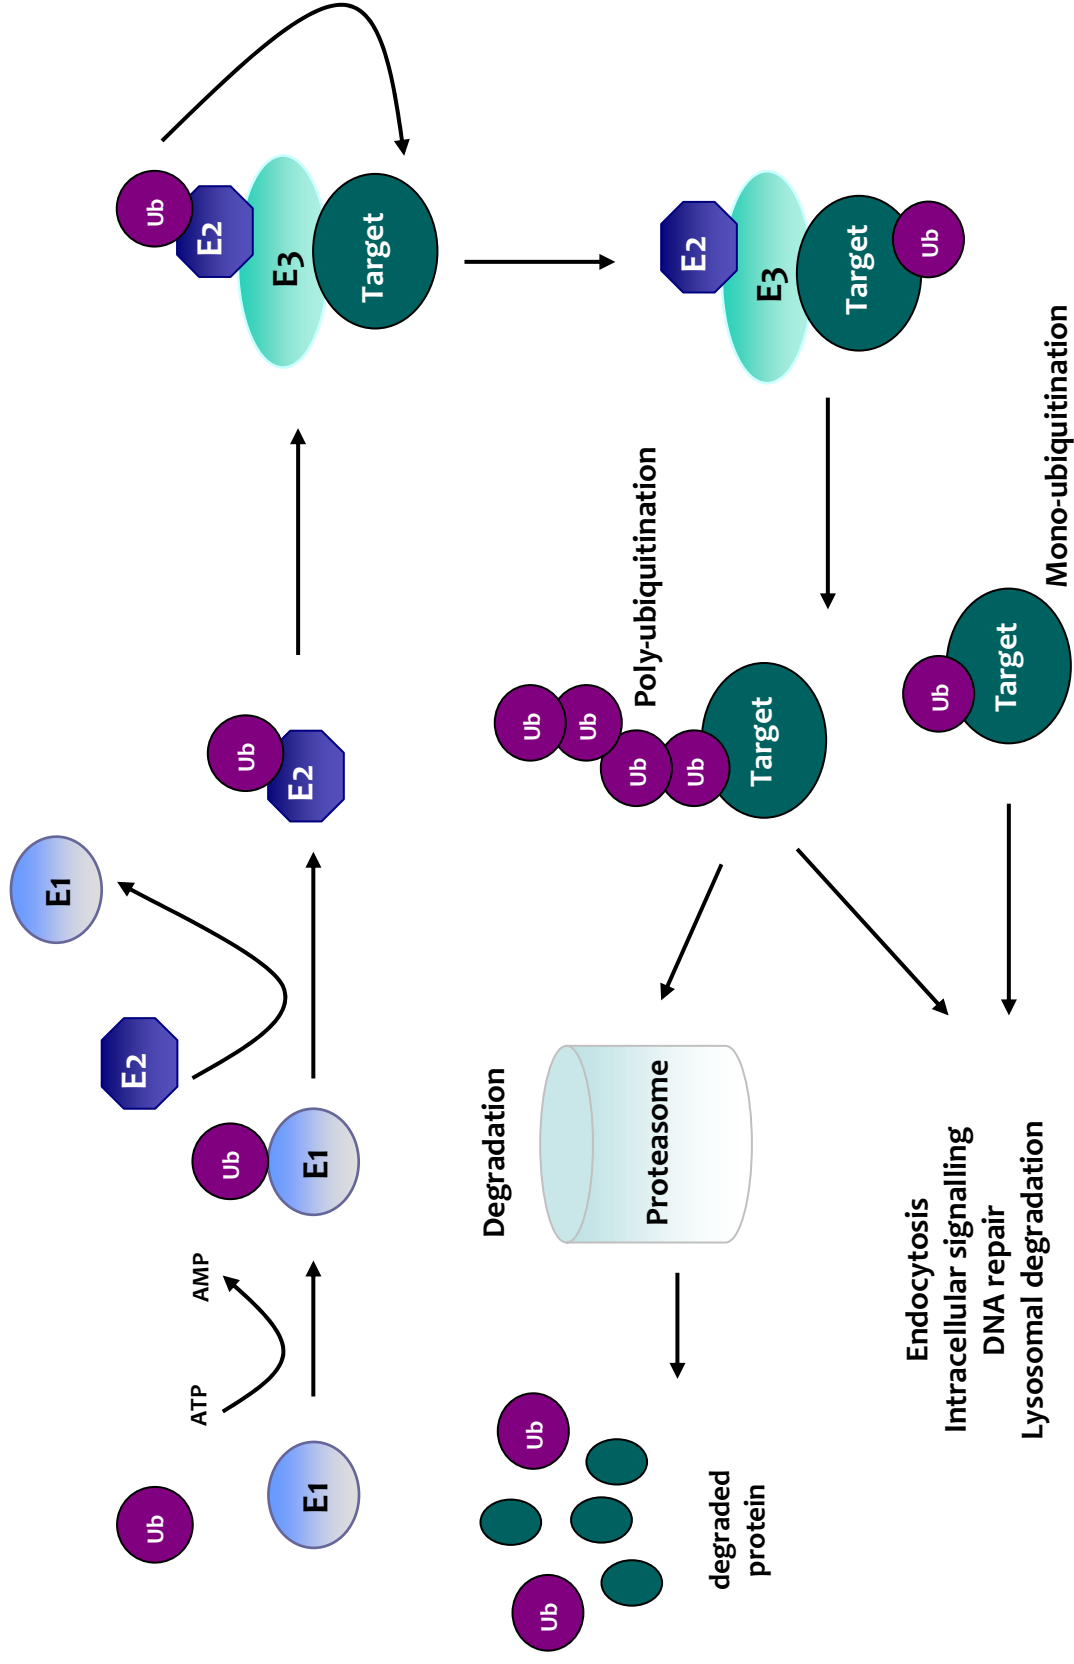 Ub
E1
ATP
AMP
Ub
E1
E2
E1
Ub
E2
Ub
E2
E3
Target
E2
E3
Target
Ub
Poly-ubiquitination
Ub
Ub
Ub
Ub
Target
Mono-ubiquitination
Ub
Target
Degradation
Proteasome
Ub
Ub
degraded
protein
Endocytosis
Intracellular signalling
DNA repair
Lysosomal degradation